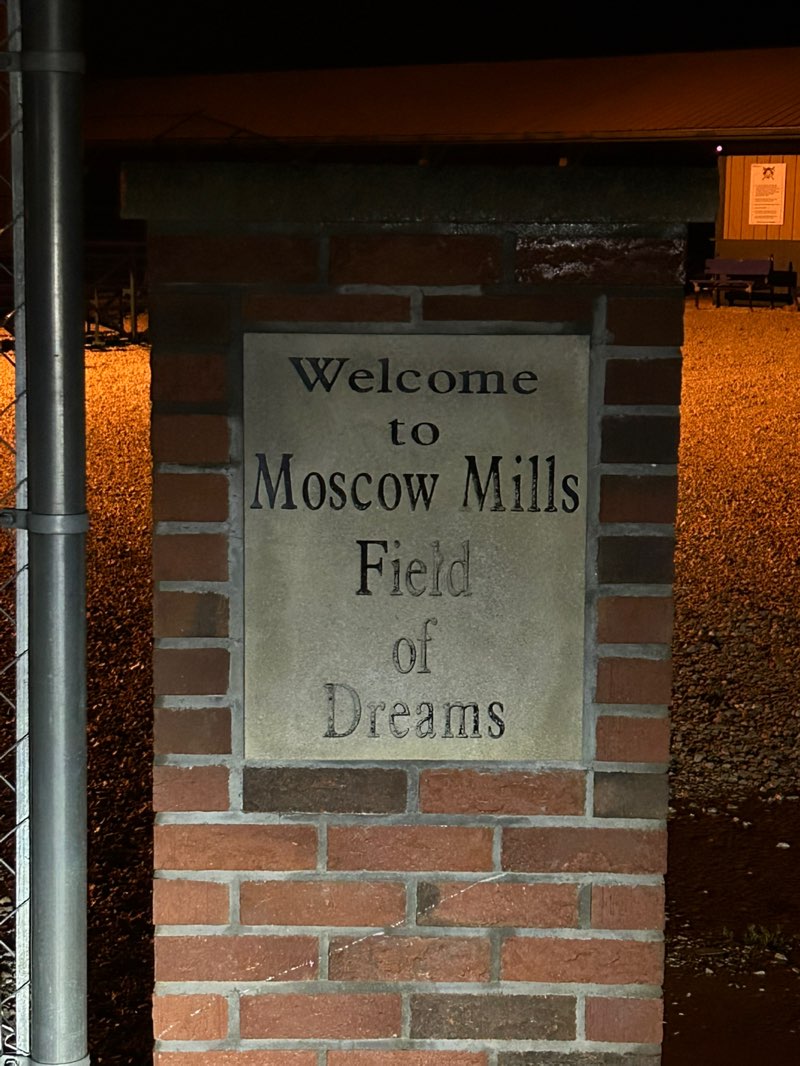 Welcome
to
Moscow Mills
Field
of
Dreams